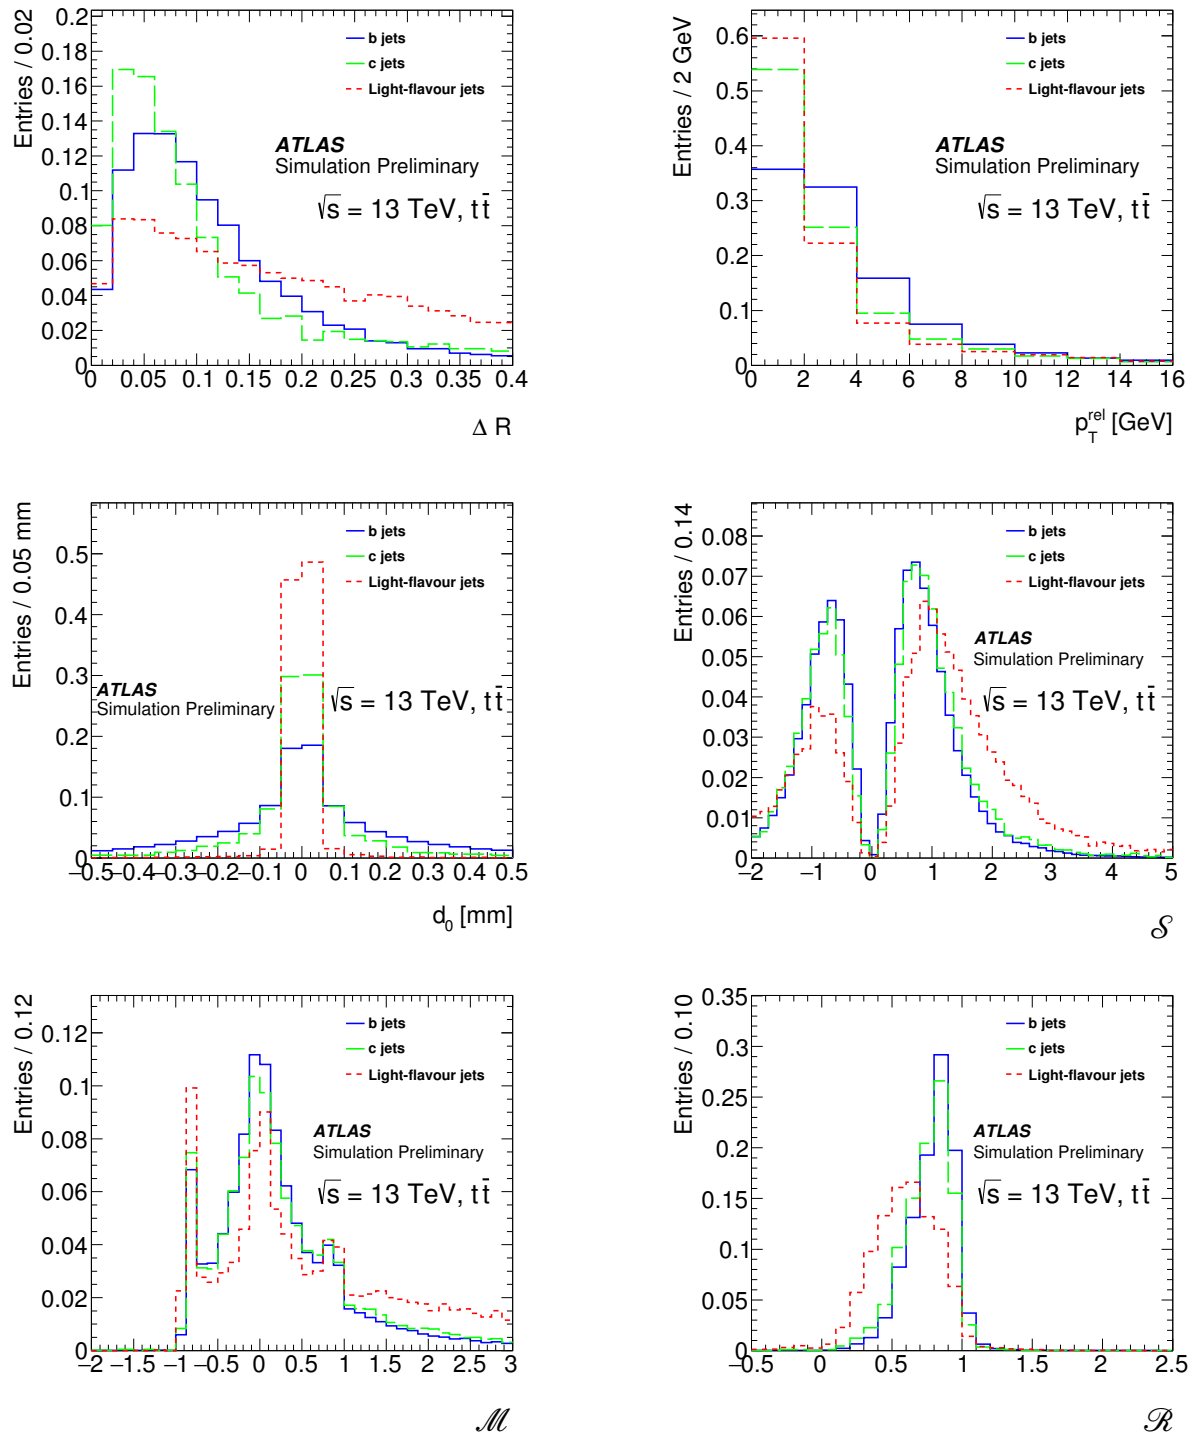 Entries / 0.02
0.2
0.18
0.16
0.14
0.12
0.1
0.08
0.06
0.04
0.02
0
b jets
c jets
Light-flavour jets
ATLAS
Simulation Preliminary
√s = 13 TeV, tt̄
0 0.05 0.1 0.15 0.2 0.25 0.3 0.35 0.4
Δ R
Entries / 2 GeV
0.6
0.5
0.4
0.3
0.2
0.1
0
b jets
c jets
Light-flavour jets
ATLAS
Simulation Preliminary
√s = 13 TeV, tt̄
0 2 4 6 8 10 12 14 16
p_T^rel [GeV]
Entries / 0.05 mm
0.5
0.4
0.3
0.2
0.1
0
b jets
c jets
Light-flavour jets
ATLAS
Simulation Preliminary
√s = 13 TeV, tt̄
−0.5 −0.4 −0.3 −0.2 −0.1 0 0.1 0.2 0.3 0.4 0.5
d_0 [mm]
Entries / 0.14
0.08
0.07
0.06
0.05
0.04
0.03
0.02
0.01
0
b jets
c jets
Light-flavour jets
ATLAS
Simulation Preliminary
√s = 13 TeV, tt̄
−2 −1 0 1 2 3 4 5
𝒮
Entries / 0.12
0.12
0.1
0.08
0.06
0.04
0.02
0
b jets
c jets
Light-flavour jets
ATLAS
Simulation Preliminary
√s = 13 TeV, tt̄
−2 −1.5 −1 −0.5 0 0.5 1 1.5 2 2.5 3
ℳ
Entries / 0.10
0.35
0.3
0.25
0.2
0.15
0.1
0.05
0
b jets
c jets
Light-flavour jets
ATLAS
Simulation Preliminary
√s = 13 TeV, tt̄
−0.5 0 0.5 1 1.5 2 2.5
ℛ